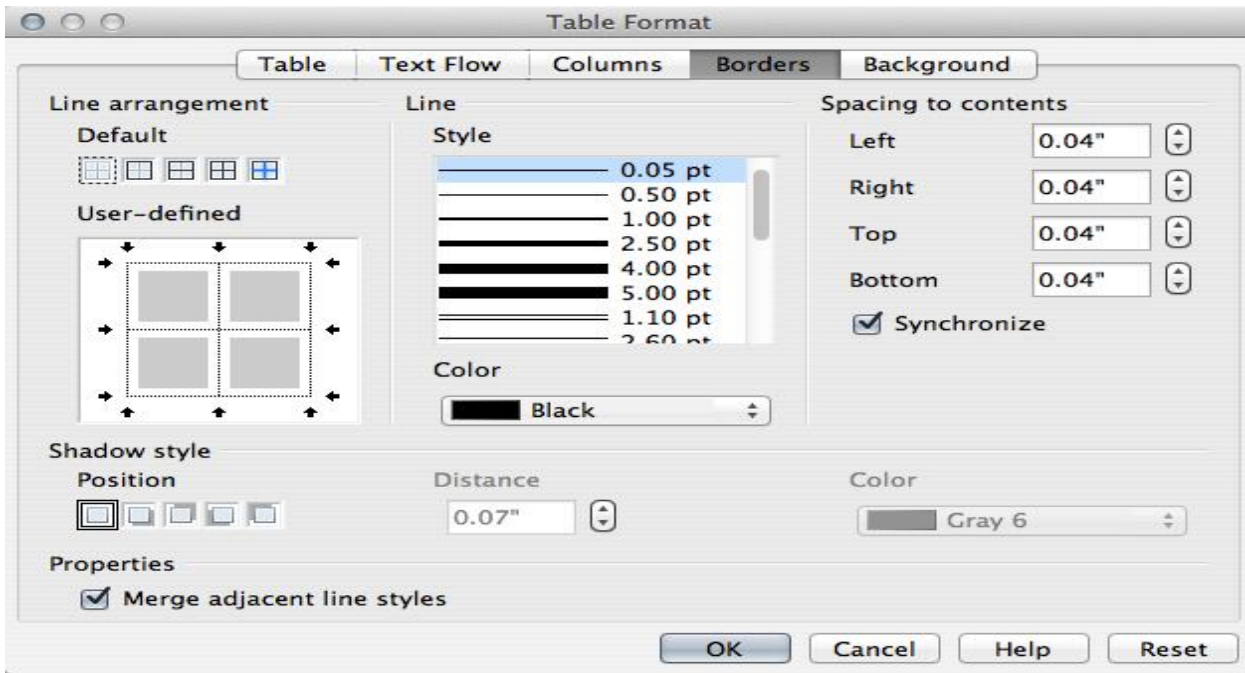 Table Format
Table Text Flow Columns Borders Background
Line arrangement
Default
User-defined
Line
Style
0.05 pt
0.50 pt
1.00 pt
2.50 pt
4.00 pt
5.00 pt
1.10 pt
2.60 pt
Color
Black
Spacing to contents
Left 0.04"
Right 0.04"
Top 0.04"
Bottom 0.04"
Synchronize
Shadow style
Position
Distance
0.07"
Color
Gray 6
Properties
Merge adjacent line styles
OK Cancel Help Reset